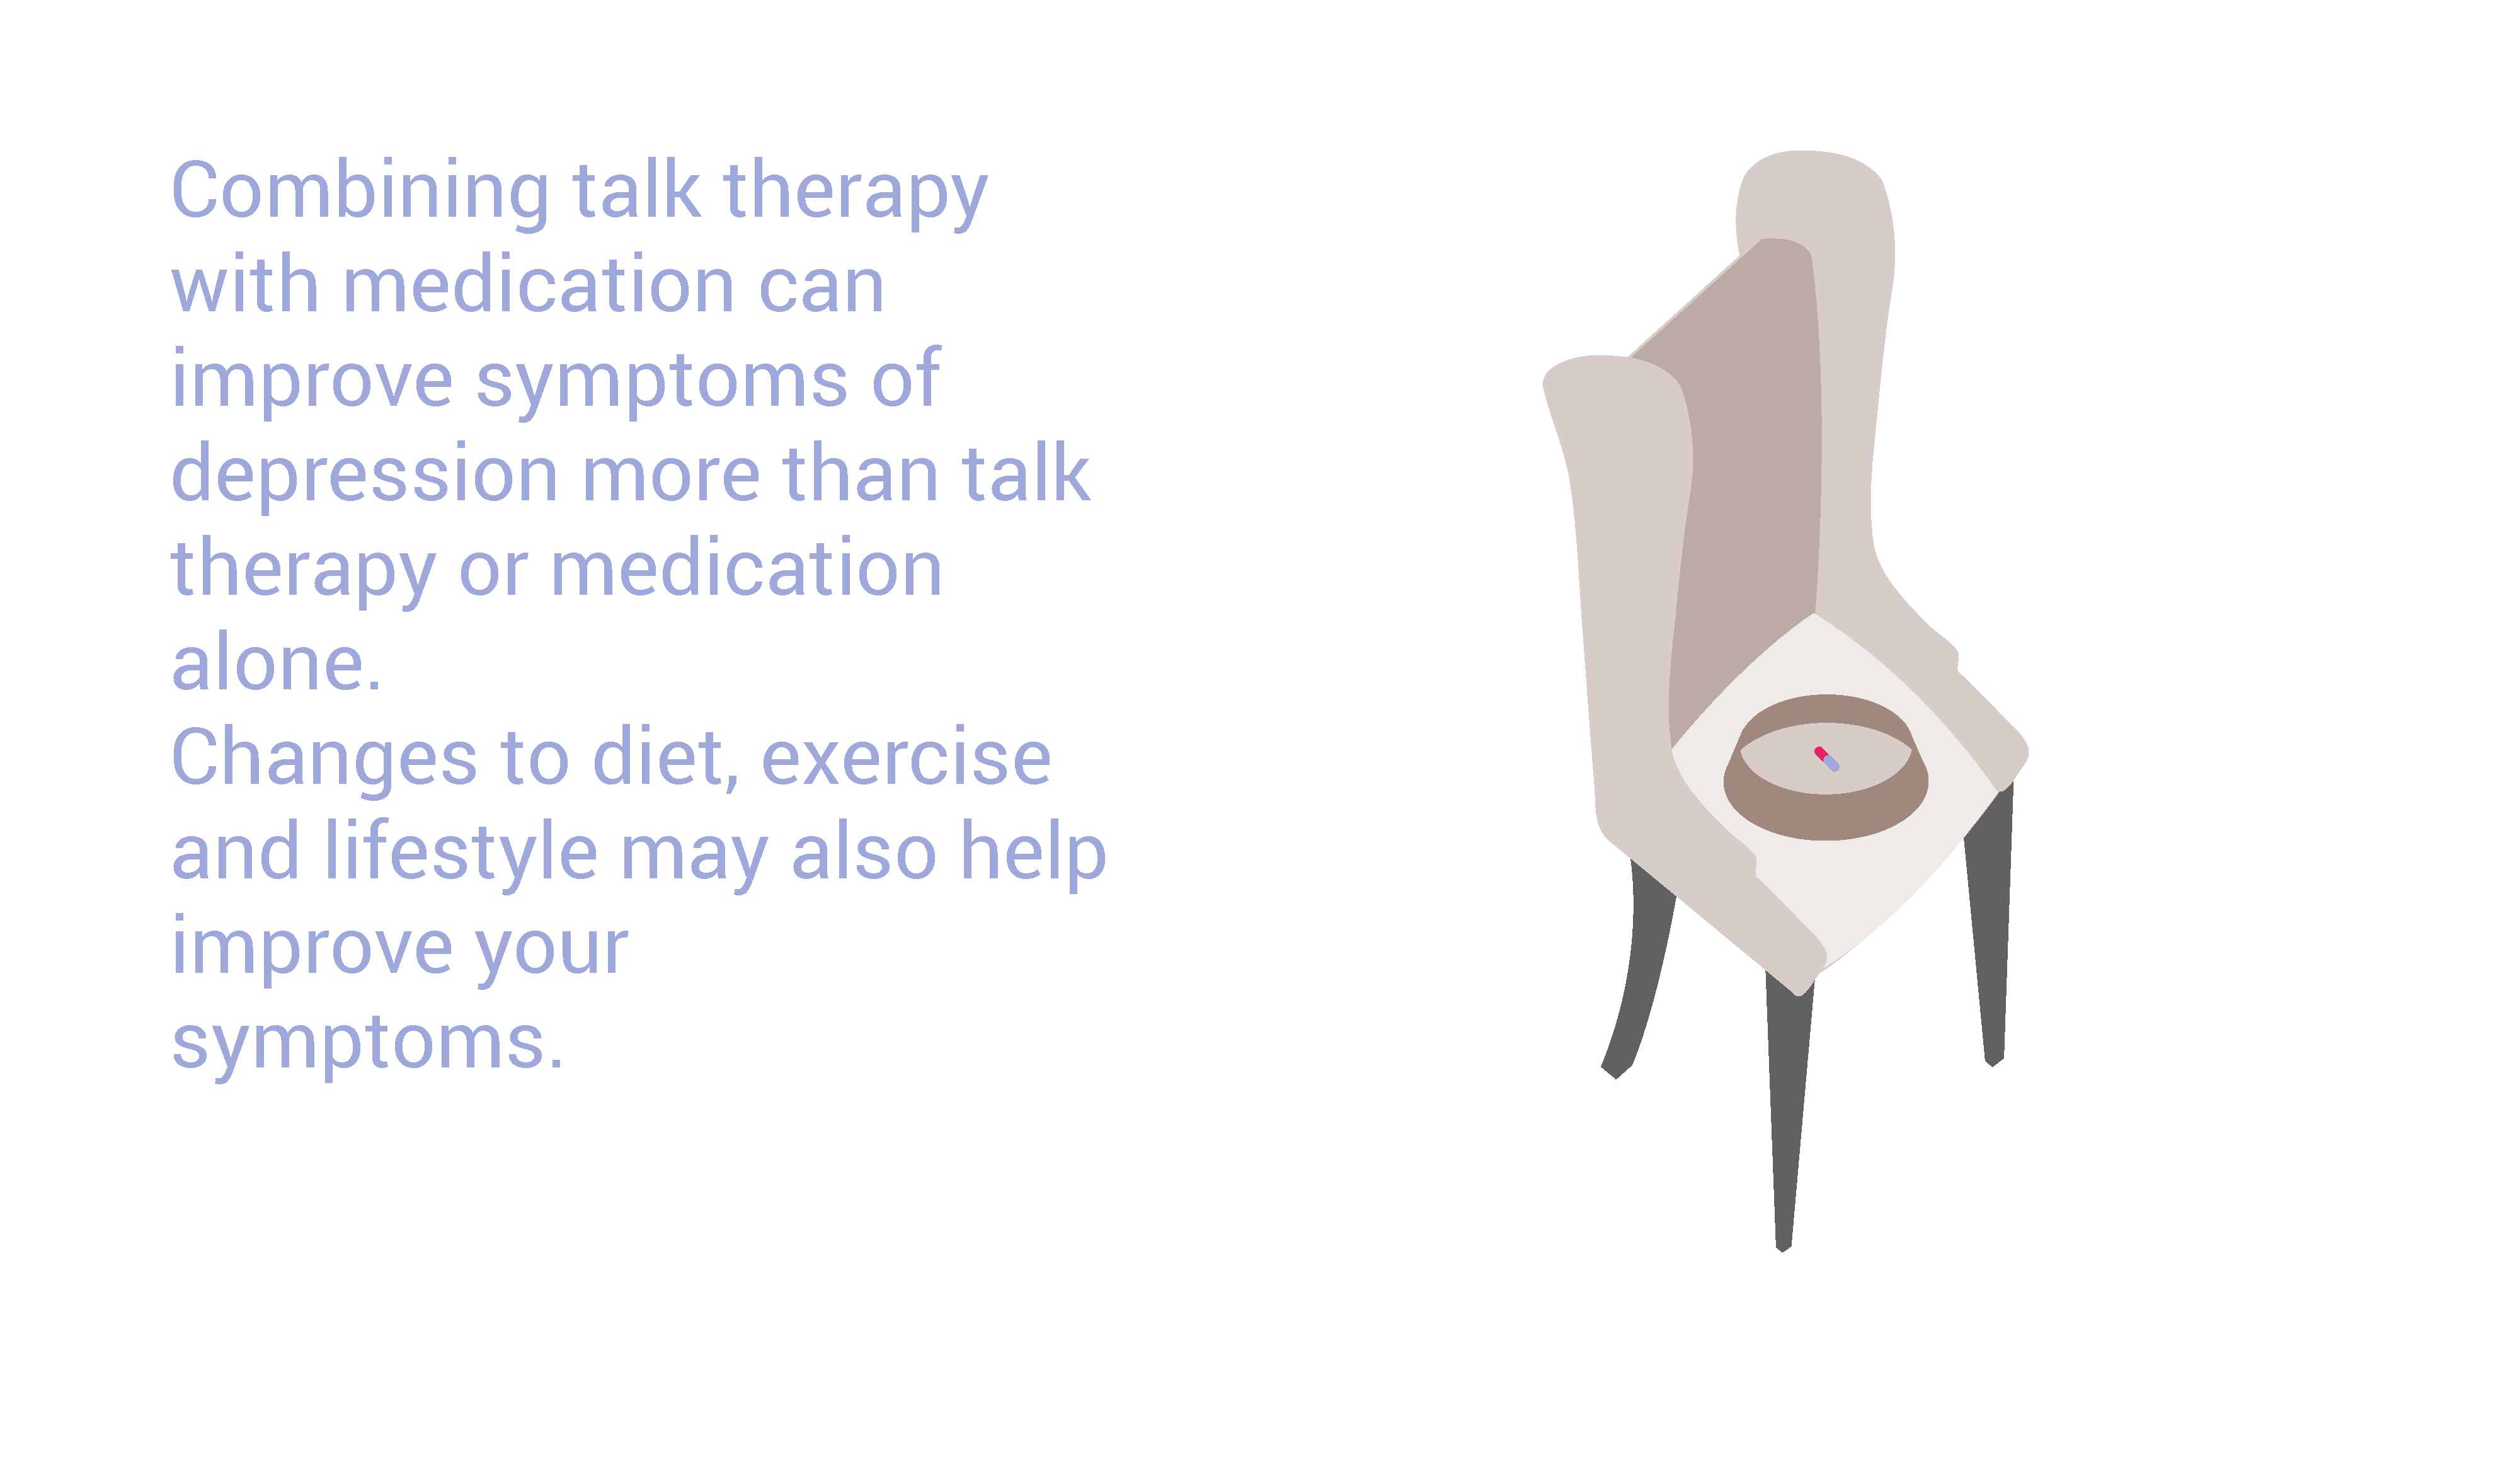 Combining talk therapy
with medication can
improve symptoms of
depression more than talk
therapy or medication
alone.
Changes to diet, exercise
and lifestyle may also help
improve your
symptoms.